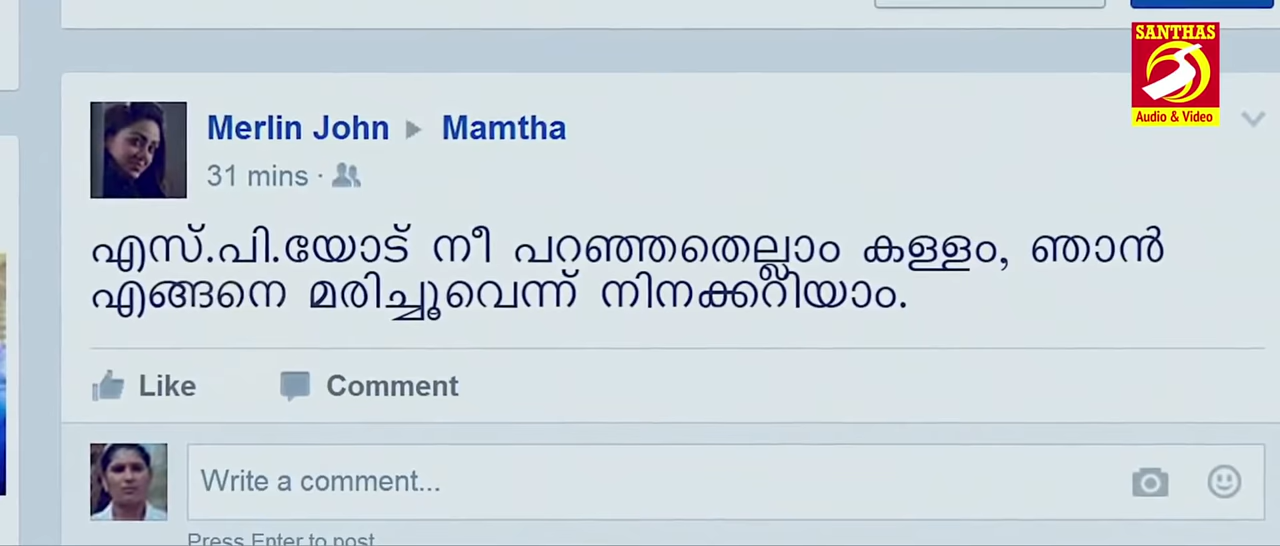 SANTHAS
Audio & Video
Merlin John ▸ Mamtha
31 mins ·
എസ്.പി.യോട് നീ പറഞ്ഞതെല്ലാം കള്ളം, ഞാൻ
എങ്ങനെ മരിച്ചൂവെന്ന് നിനക്കറിയാം.
Like Comment
Write a comment...
Press Enter to post